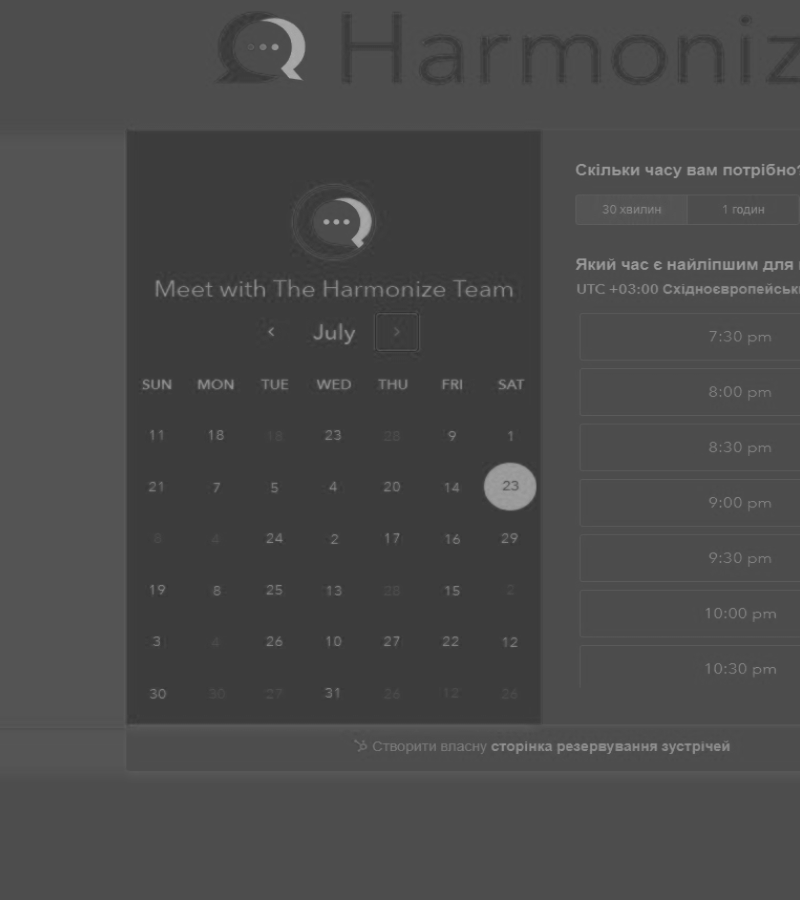 Harmoniz
Meet with The Harmonize Team
July
SUN MON TUE WED THU FRI SAT
11 18 18 23 28 9 1
21 7 5 4 20 14 23
24 2 17 16 29
19 8 25 13 28 15 2
3 4 26 10 27 22 12
30 30 27 31 26 12 26
Скільки часу вам потрібно?
30 хвилин 1 годин
Який час є найліпшим для
UTC +03:00 Східноєвропейськ
7:30 pm
8:00 pm
8:30 pm
9:00 pm
9:30 pm
10:00 pm
10:30 pm
Створити власну сторінка резервування зустрічей